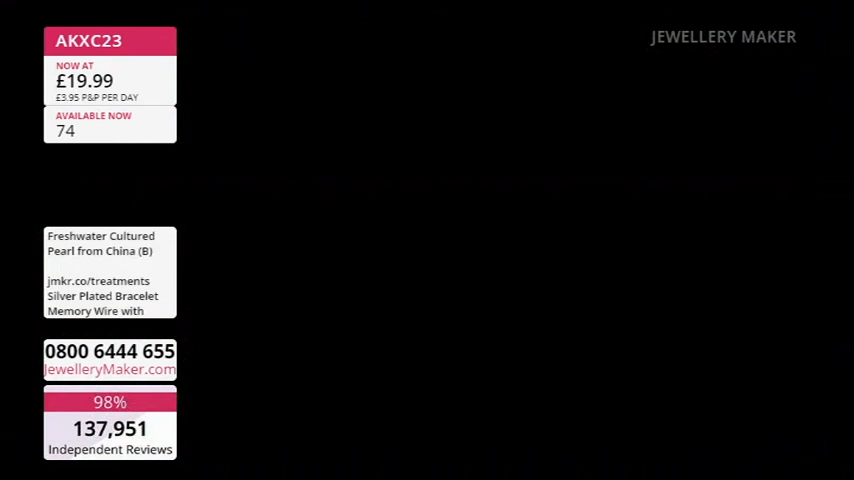 AKXC23
JEWELLERY MAKER
NOW AT
£19.99
£3.95 P&P PER DAY
AVAILABLE NOW
74
Freshwater Cultured
Pearl from China (B)
jmkr.co/treatments
Silver Plated Bracelet
Memory Wire with
0800 6444 655
JewelleryMaker.com
98%
137,951
Independent Reviews